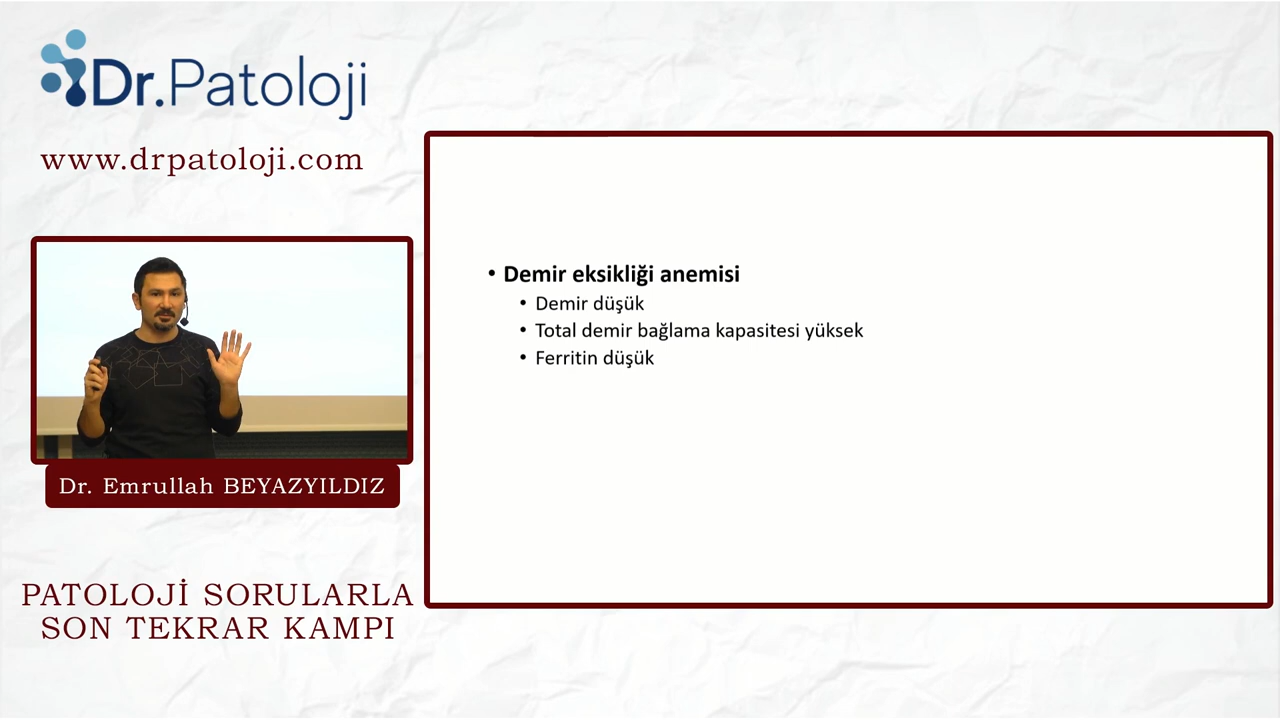 Dr.Patoloji
www.drpatoloji.com
• Demir eksikliği anemisi
• Demir düşük
• Total demir bağlama kapasitesi yüksek
• Ferritin düşük
Dr. Emrullah BEYAZYILDIZ
PATOLOJİ SORULARLA
SON TEKRAR KAMPI